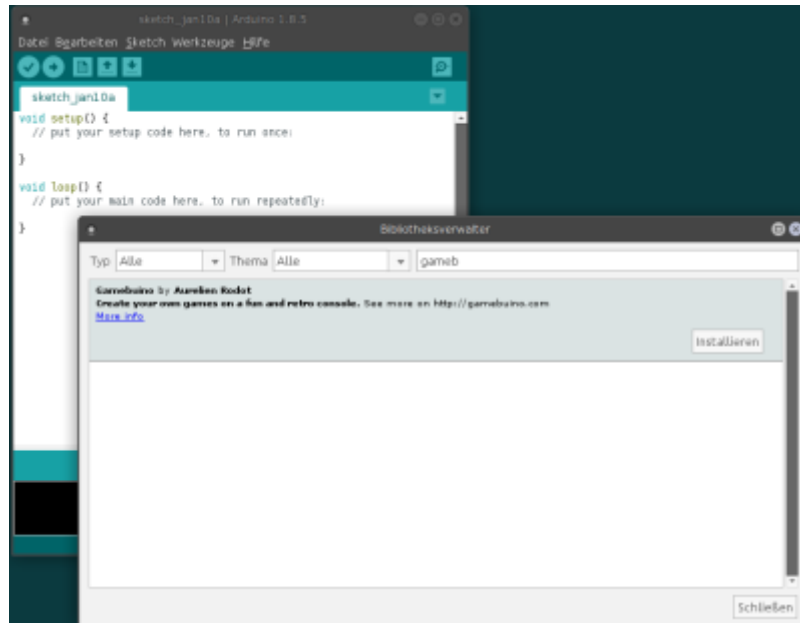 sketch_jan10a | Arduino 1.8.5
Datei Bearbeiten Sketch Werkzeuge Hilfe
sketch_jan10a
void setup() {
// put your setup code here, to run once:
}
void loop() {
// put your main code here, to run repeatedly:
}
Bibliotheksverwalter
Typ Alle Thema Alle gameb
Gamebuino by Aurelien Rodot
Create your own games on a fun and retro console. See more on http://gamebuino.com
More info
Installieren
Schließen